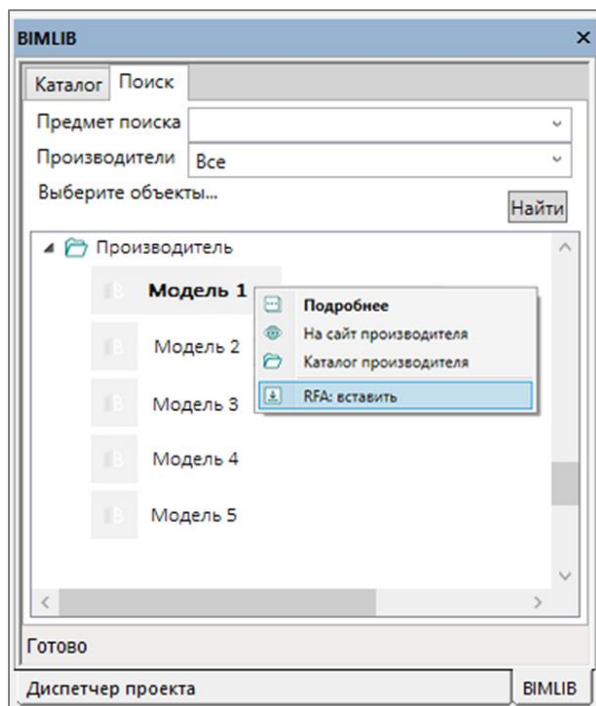 BIMLIB
Каталог Поиск
Предмет поиска
Производители Все
Выберите объекты...
Найти
Производитель
Модель 1
Подробнее
На сайт производителя
Модель 2
Каталог производителя
RFA: вставить
Модель 3
Модель 4
Модель 5
Готово
Диспетчер проекта BIMLIB